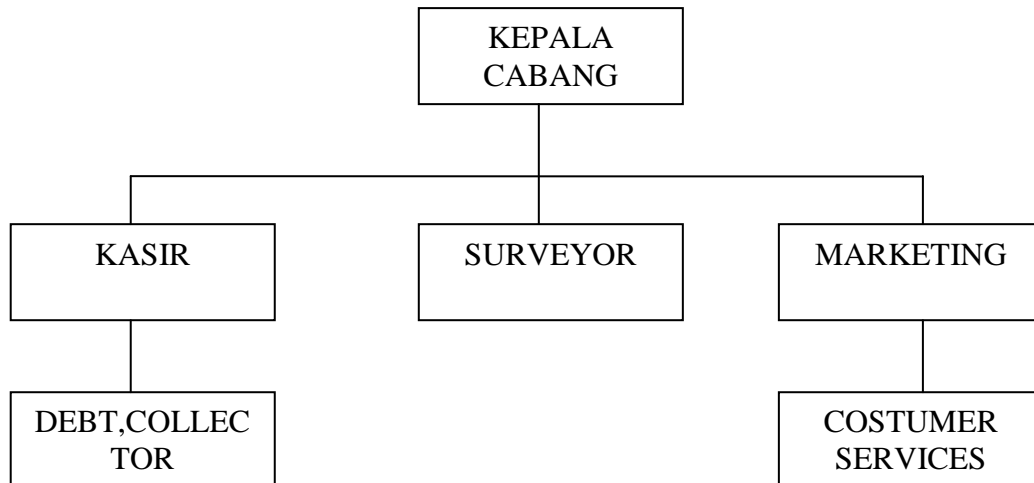 KEPALA
CABANG
KASIR
SURVEYOR
MARKETING
DEBT,COLLEC
TOR
COSTUMER
SERVICES